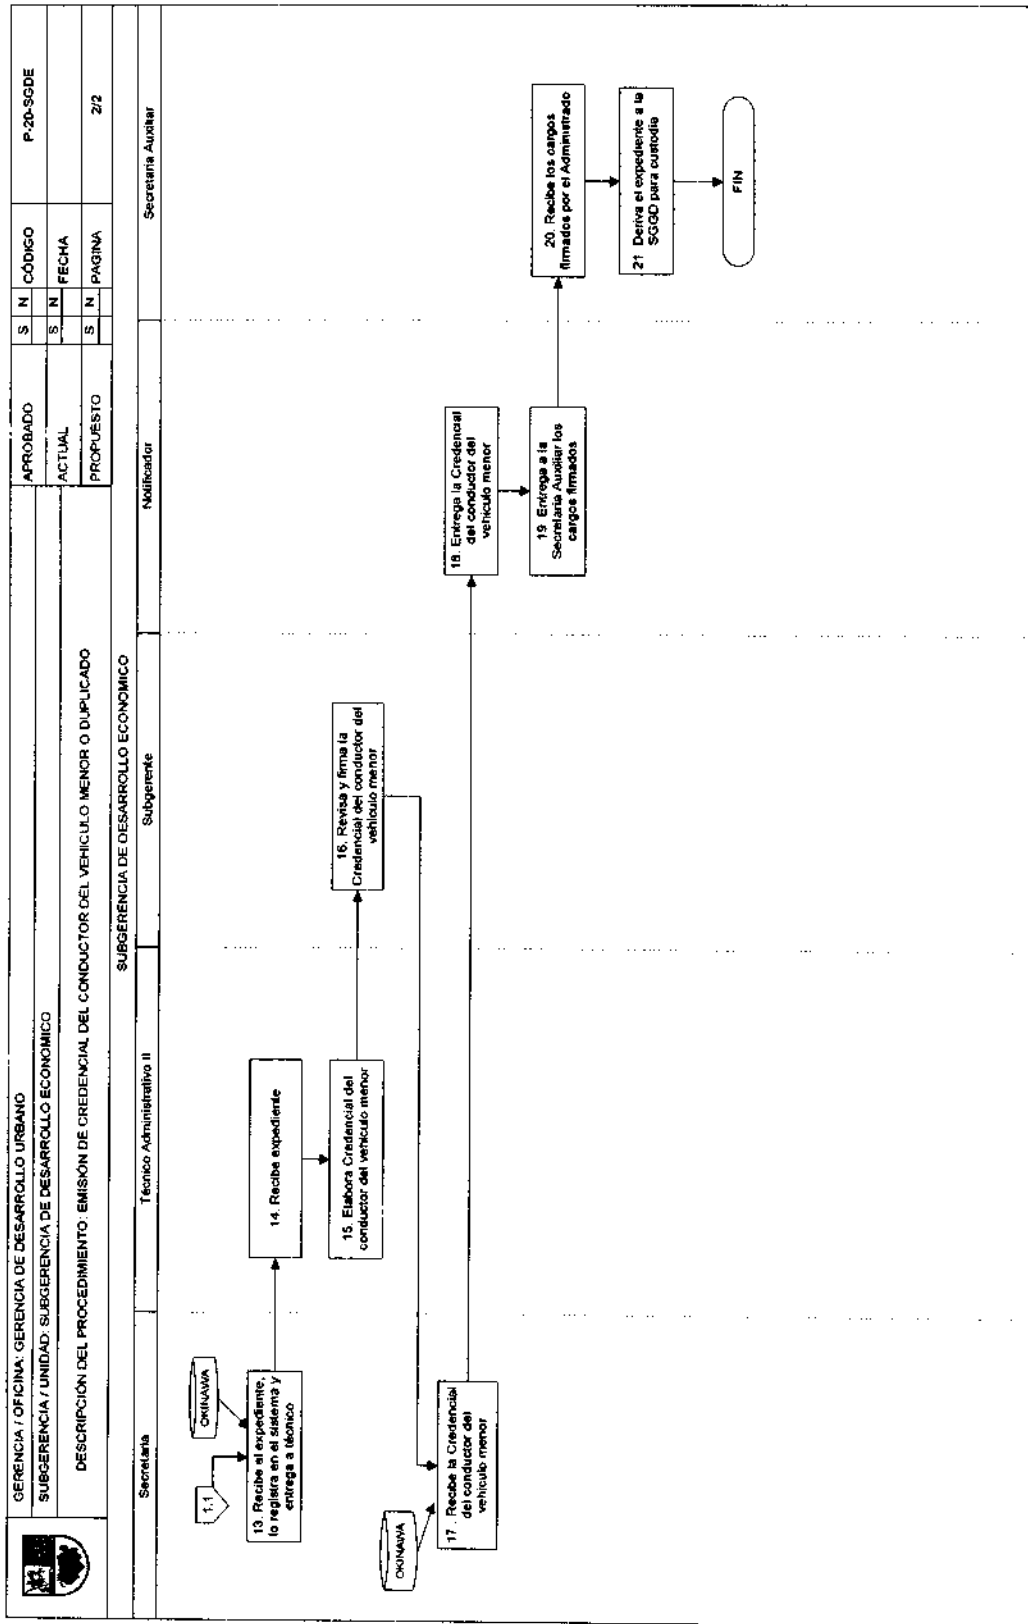 GERENCIA / OFICINA: GERENCIA DE DESARROLLO URBANO
SUBGERENCIA / UNIDAD: SUBGERENCIA DE DESARROLLO ECONOMICO
DESCRIPCIÓN DEL PROCEDIMIENTO: EMISIÓN DE CREDENCIAL DEL CONDUCTOR DEL VEHICULO MENOR O DUPLICADO
APROBADO S N CÓDIGO P-20-SGDE
ACTUAL S N FECHA
PROPUESTO S N PAGINA 2/2
SUBGERENCIA DE DESARROLLO ECONOMICO
Secretaria
Técnico Administrativo II
Subgerente
Notificador
Secretaria Auxiliar
1.1
OKINAWA
13. Recibe el expediente,
lo registra en el sistema y
entrega a técnico
14. Recibe expediente
15. Elabora Credencial del
conductor del vehiculo menor
16. Revisa y firma la
Credencial del conductor del
vehiculo menor
OKINAWA
17 . Recibe la Credencial
del conductor del
vehiculo menor
18. Entrega la Credencial
del conductor del
vehiculo menor
19 Entrega a la
Secretaria Auxiliar los
cargos firmados
20. Recibe los cargos
firmados por el Administrado
21 Deriva el expediente a la
SGGD para custodia
FIN